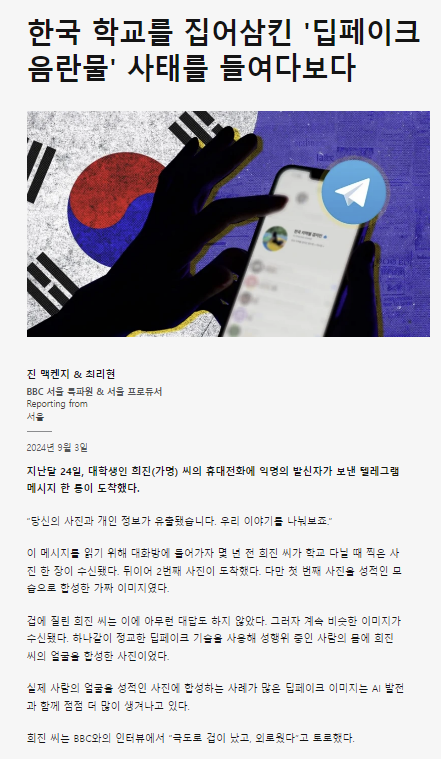 한국 학교를 집어삼킨 '딥페이크
음란물' 사태를 들여다보다
진 맥켄지 & 최리현
BBC 서울 특파원 & 서울 프로듀서
Reporting from
서울
2024년 9월 3일
지난달 24일, 대학생인 희진(가명) 씨의 휴대전화에 익명의 발신자가 보낸 텔레그램
메시지 한 통이 도착했다.
"당신의 사진과 개인 정보가 유출됐습니다. 우리 이야기를 나눠보죠."
이 메시지를 읽기 위해 대화방에 들어가자 몇 년 전 희진 씨가 학교 다닐 때 찍은 사
진 한 장이 수신됐다. 뒤이어 2번째 사진이 도착했다. 다만 첫 번째 사진을 성적인 모
습으로 합성한 가짜 이미지였다.
겁에 질린 희진 씨는 이에 아무런 대답도 하지 않았다. 그러자 계속 비슷한 이미지가
수신됐다. 하나같이 정교한 딥페이크 기술을 사용해 성행위 중인 사람의 몸에 희진
씨의 얼굴을 합성한 사진이었다.
실제 사람의 얼굴을 성적인 사진에 합성하는 사례가 많은 딥페이크 이미지는 AI 발전
과 함께 점점 더 많이 생겨나고 있다.
희진 씨는 BBC와의 인터뷰에서 "극도로 겁이 났고, 외로웠다"고 토로했다.